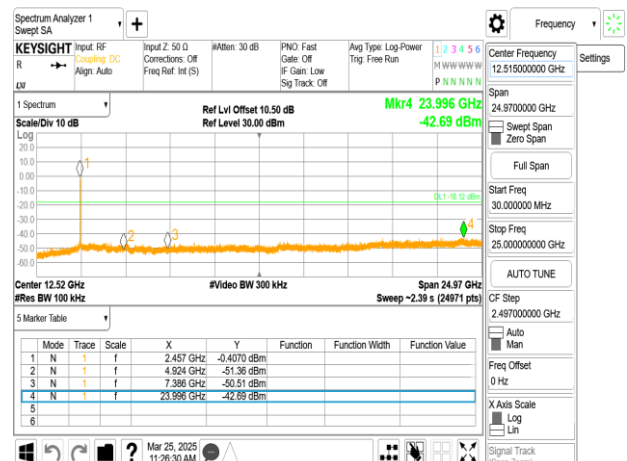 Spectrum Analyzer 1
Swept SA
Frequency
KEYSIGHT
R
LXI
Input: RF
Coupling: DC
Align: Auto
Input Z: 50 Ω
Corrections: Off
Freq Ref: Int (S)
#Atten: 30 dB
PNO: Fast
Gate: Off
IF Gain: Low
Sig Track: Off
Avg Type: Log-Power
Trig: Free Run
1 2 3 4 5 6
M W W W W W
P N N N N N
Center Frequency
12.515000000 GHz
Settings
Span
24.9700000 GHz
Swept Span
Zero Span
Full Span
Start Freq
30.000000 MHz
Stop Freq
25.000000000 GHz
AUTO TUNE
CF Step
2.497000000 GHz
Auto
Man
Freq Offset
0 Hz
X Axis Scale
Log
Lin
Signal Track
1 Spectrum
Scale/Div 10 dB
Ref Lvl Offset 10.50 dB
Ref Level 30.00 dBm
Mkr4 23.996 GHz
-42.69 dBm
Log
20.0
10.0
0.00
-10.0
-20.0
-30.0
-40.0
-50.0
-60.0
1
2
3
4
DL1 -18.12 dBm
Center 12.52 GHz
#Video BW 300 kHz
Span 24.97 GHz
#Res BW 100 kHz
Sweep ~2.39 s (24971 pts)
5 Marker Table
Mode Trace Scale X Y Function Function Width Function Value
1 N 1 f 2.457 GHz -0.4070 dBm
2 N 1 f 4.924 GHz -51.36 dBm
3 N 1 f 7.386 GHz -50.51 dBm
4 N 1 f 23.996 GHz -42.69 dBm
5
6
?
Mar 25, 2025
11:26:30 AM